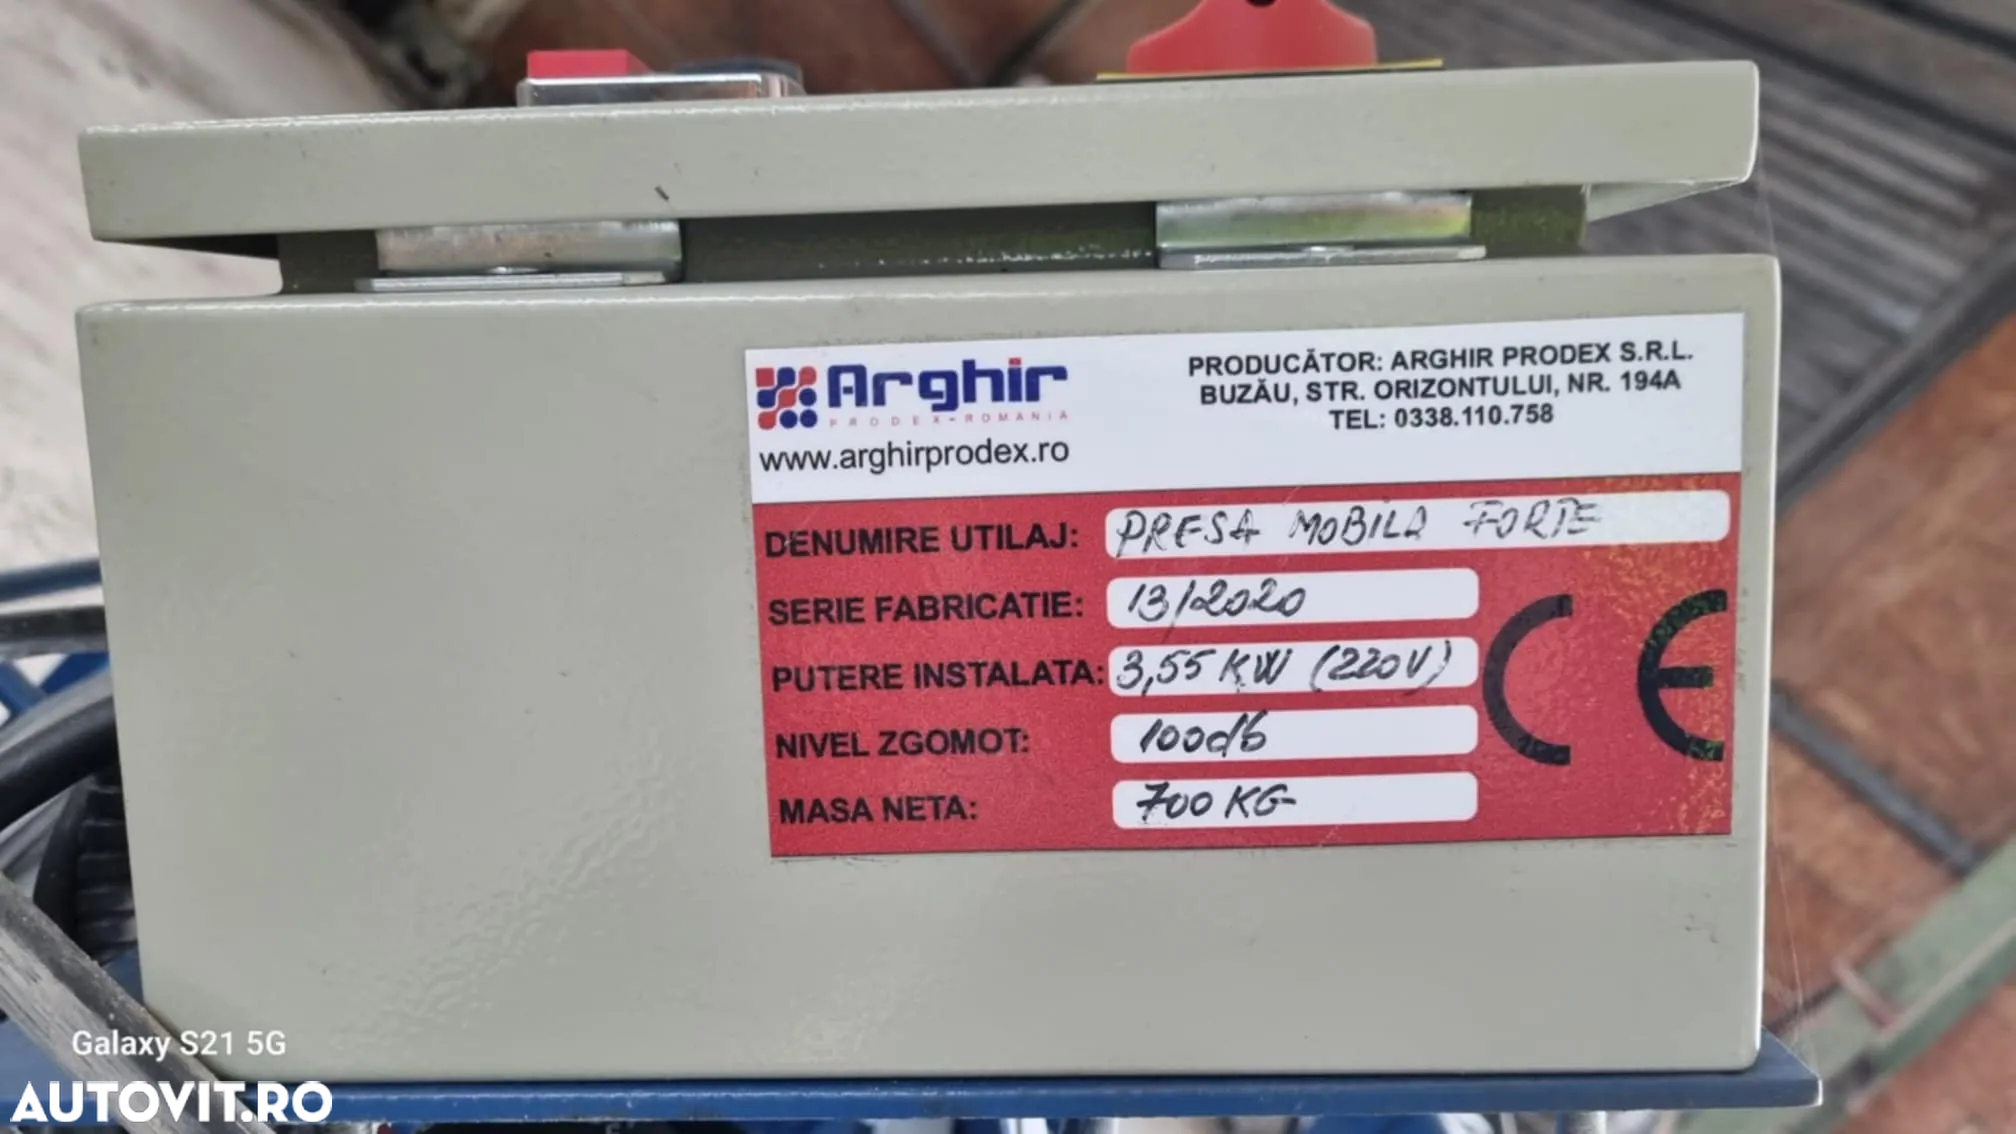 Arghir
PRODEX-ROMANIA
www.arghirprodex.ro
PRODUCĂTOR: ARGHIR PRODEX S.R.L.
BUZĂU, STR. ORIZONTULUI, NR. 194A
TEL: 0338.110.758
DENUMIRE UTILAJ: PRESA MOBILA FORTE
SERIE FABRICATIE: 13/2020
PUTERE INSTALATA: 3,55 KW (220V)
NIVEL ZGOMOT: 100db
MASA NETA: 700 KG
CE
Galaxy S21 5G
AUTOVIT.RO